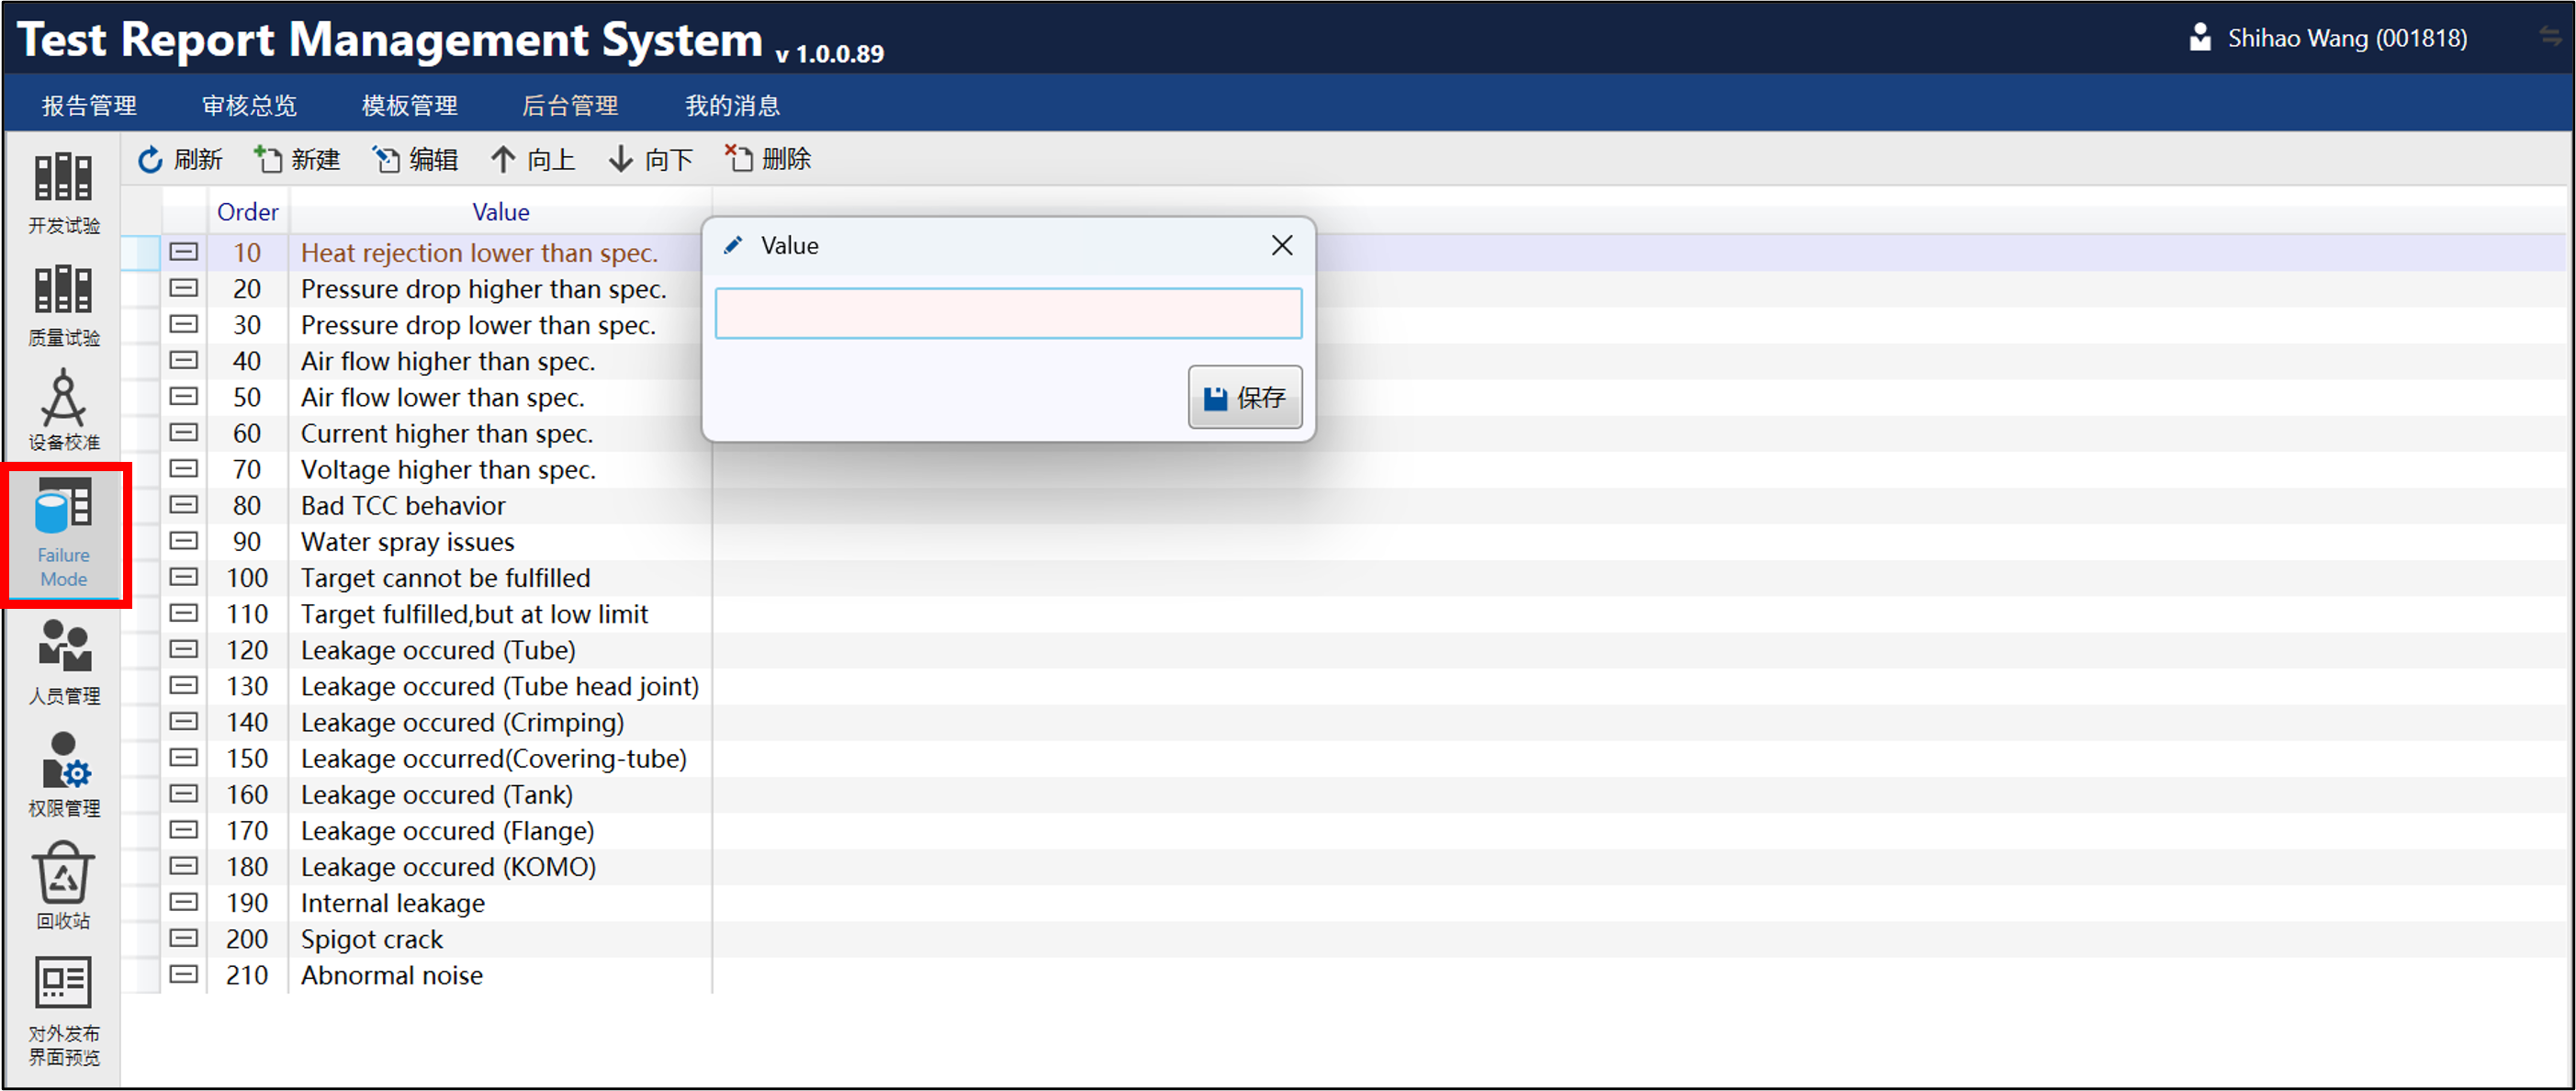 Test Report Management System v 1.0.0.89
Shihao Wang (001818)
报告管理 审核总览 模板管理 后台管理 我的消息
刷新 新建 编辑 向上 向下 删除
开发试验
质量试验
设备校准
Failure
Mode
人员管理
权限管理
回收站
对外发布
界面预览
Order Value
10 Heat rejection lower than spec.
20 Pressure drop higher than spec.
30 Pressure drop lower than spec.
40 Air flow higher than spec.
50 Air flow lower than spec.
60 Current higher than spec.
70 Voltage higher than spec.
80 Bad TCC behavior
90 Water spray issues
100 Target cannot be fulfilled
110 Target fulfilled,but at low limit
120 Leakage occured (Tube)
130 Leakage occured (Tube head joint)
140 Leakage occured (Crimping)
150 Leakage occurred(Covering-tube)
160 Leakage occured (Tank)
170 Leakage occured (Flange)
180 Leakage occured (KOMO)
190 Internal leakage
200 Spigot crack
210 Abnormal noise
Value
保存